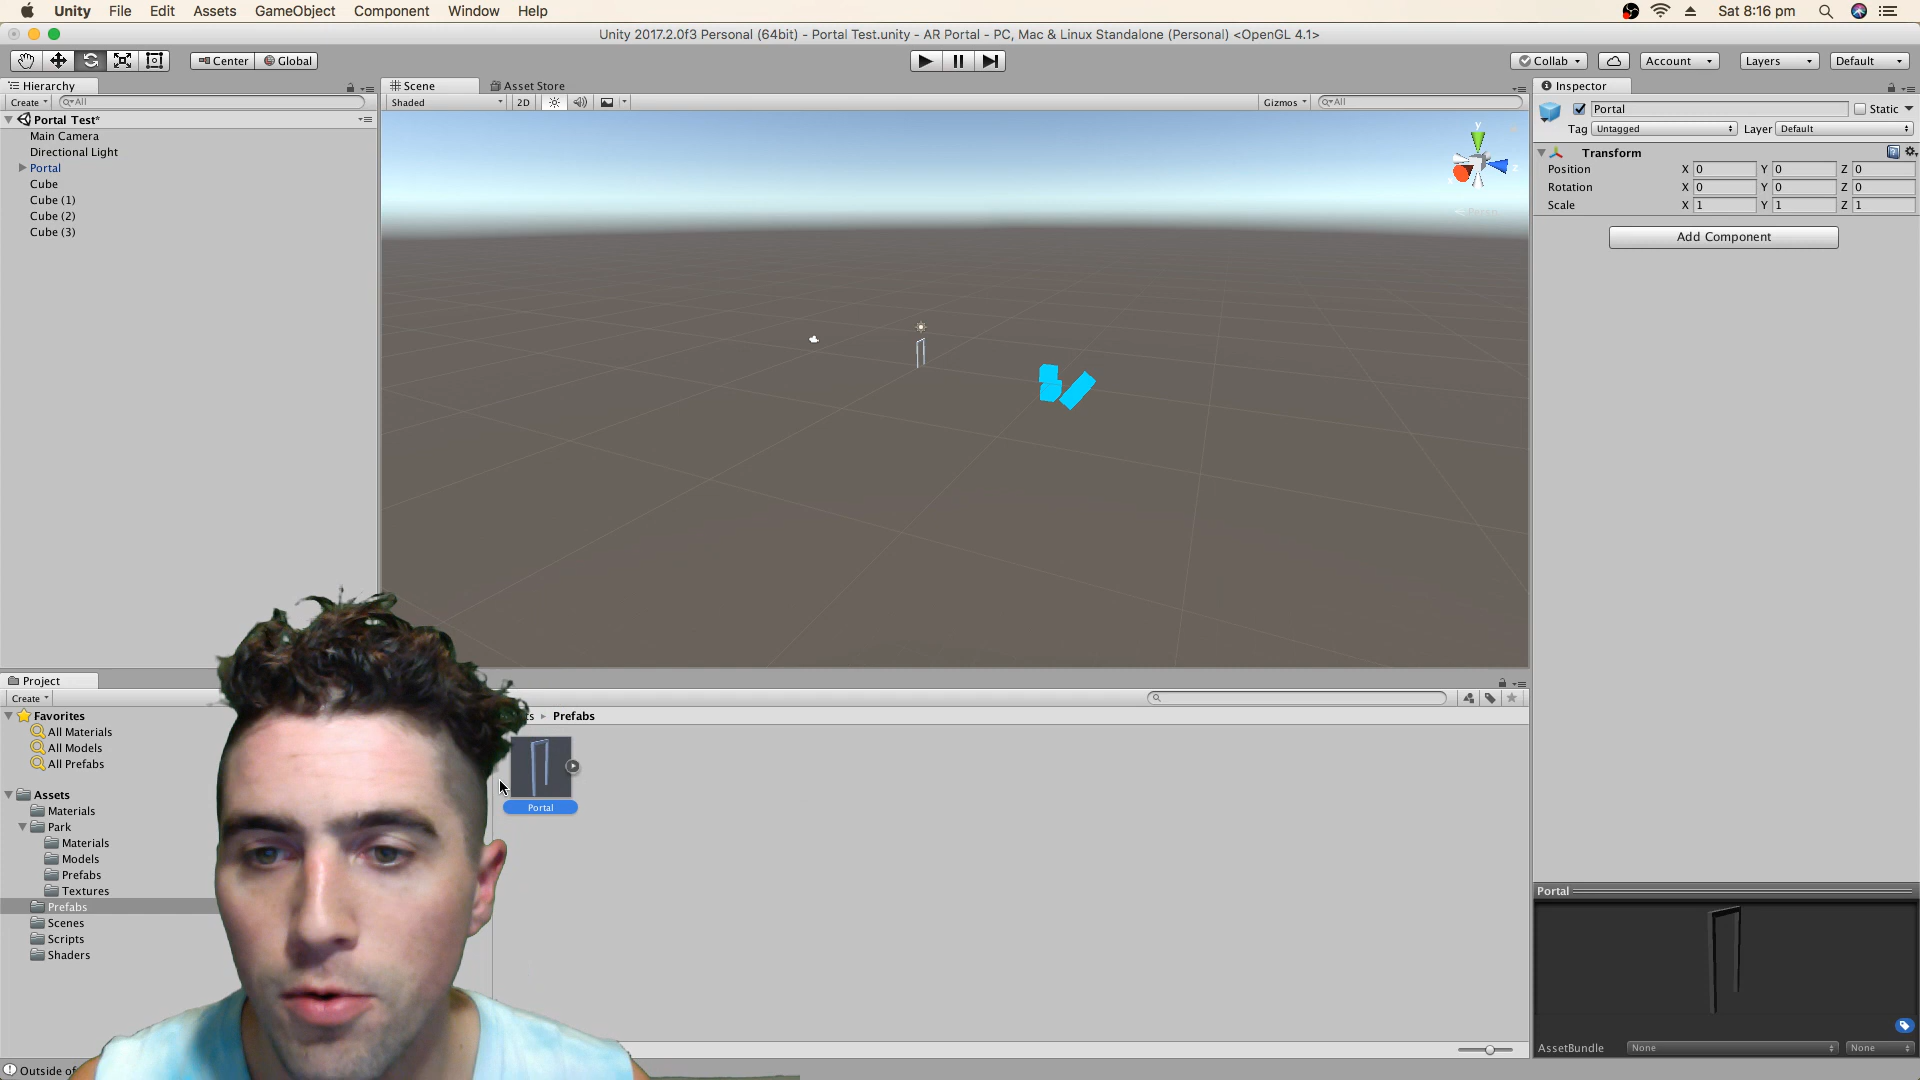 Unity File Edit Assets GameObject Component Window Help
Sat 8:16 pm
Unity 2017.2.0f3 Personal (64bit) - Portal Test.unity - AR Portal - PC, Mac & Linux Standalone (Personal) <OpenGL 4.1>
Center Global
Collab Account Layers Default
Hierarchy
Create All
Portal Test*
Main Camera
Directional Light
Portal
Cube
Cube (1)
Cube (2)
Cube (3)
Scene Asset Store
Shaded 2D Gizmos All
y
z
Inspector
Portal Static
Tag Untagged Layer Default
Transform
Position X 0 Y 0 Z 0
Rotation X 0 Y 0 Z 0
Scale X 1 Y 1 Z 1
Add Component
Project
Create
Favorites
All Materials
All Models
All Prefabs
Assets
Materials
Park
Materials
Models
Prefabs
Textures
Prefabs
Scenes
Scripts
Shaders
Prefabs
Portal
Portal
AssetBundle None None
Outside of